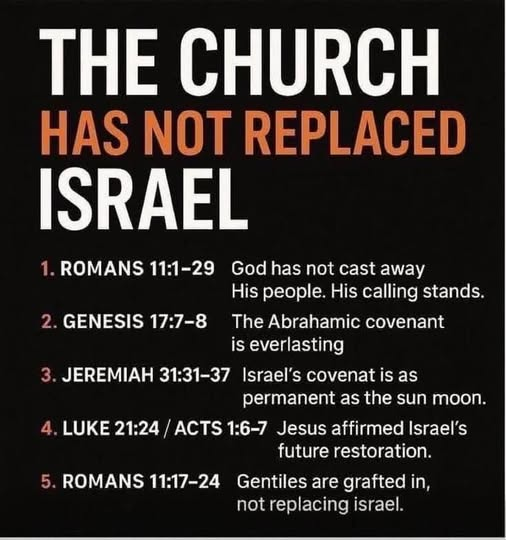 THE CHURCH
HAS NOT REPLACED
ISRAEL
1. ROMANS 11:1–29 God has not cast away
His people. His calling stands.
2. GENESIS 17:7–8 The Abrahamic covenant
is everlasting
3. JEREMIAH 31:31–37 Israel's covenat is as
permanent as the sun moon.
4. LUKE 21:24 / ACTS 1:6–7 Jesus affirmed Israel's
future restoration.
5. ROMANS 11:17–24 Gentiles are grafted in,
not replacing israel.